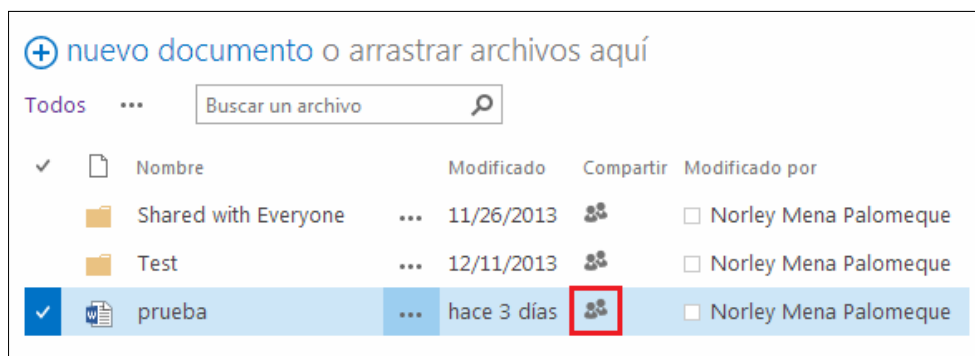 nuevo documento o arrastrar archivos aquí
Todos ...
Buscar un archivo
Nombre Modificado Compartir Modificado por
Shared with Everyone ... 11/26/2013 Norley Mena Palomeque
Test ... 12/11/2013 Norley Mena Palomeque
prueba ... hace 3 días Norley Mena Palomeque